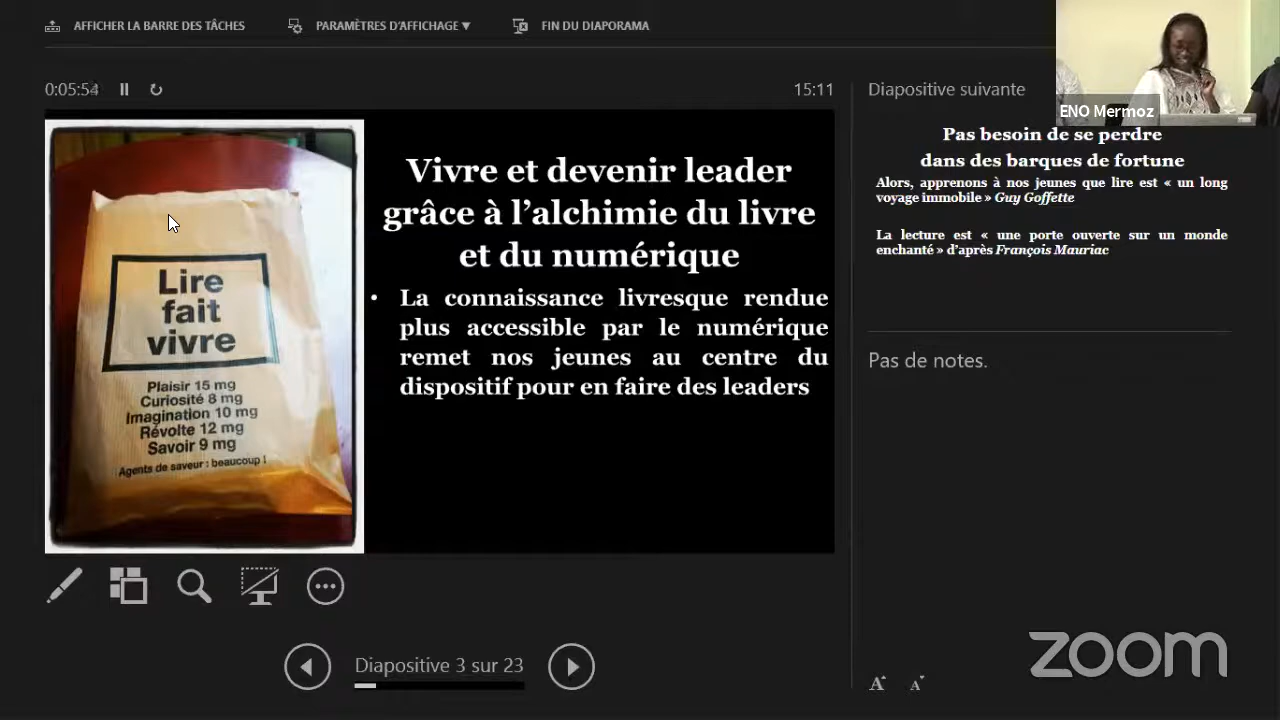 AFFICHER LA BARRE DES TÂCHES
PARAMÈTRES D'AFFICHAGE
FIN DU DIAPORAMA
0:05:54
15:11
Lire
fait
vivre
Plaisir 15 mg
Curiosité 8 mg
Imagination 10 mg
Révolte 12 mg
Savoir 9 mg
Agents de saveur : beaucoup !
Vivre et devenir leader
grâce à l’alchimie du livre
et du numérique
• La connaissance livresque rendue
plus accessible par le numérique
remet nos jeunes au centre du
dispositif pour en faire des leaders
Diapositive 3 sur 23
Diapositive suivante
ENO Mermoz
Pas besoin de se perdre
dans des barques de fortune
Alors, apprenons à nos jeunes que lire est « un long
voyage immobile » Guy Goffette
La lecture est « une porte ouverte sur un monde
enchanté » d’après François Mauriac
Pas de notes.
A A
zoom